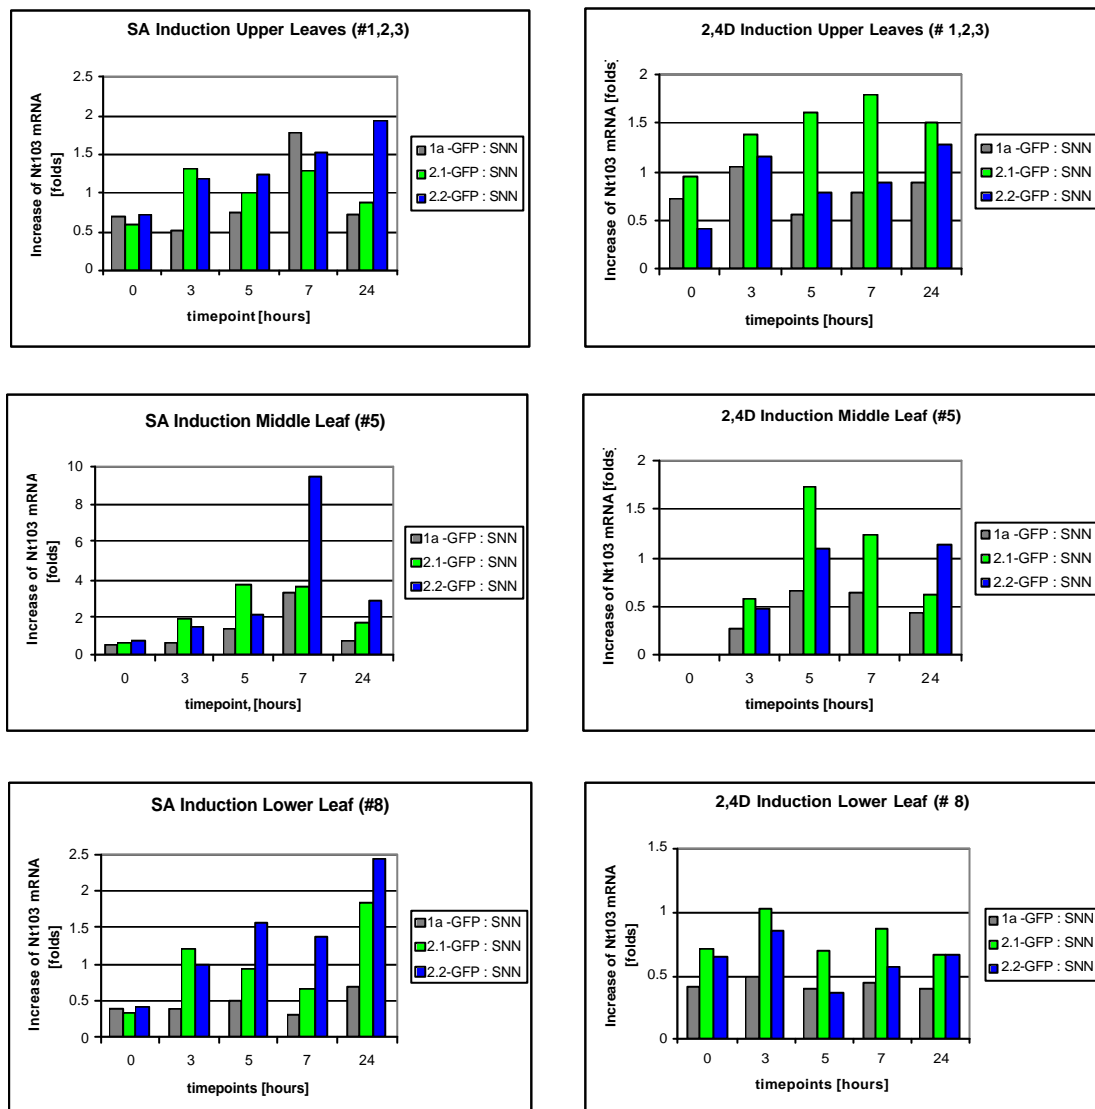 SA Induction Upper Leaves (#1,2,3)
Increase of Nt103 mRNA
[folds]
2.5
2
1.5
1
0.5
0
0 3 5 7 24
timepoint [hours]
1a -GFP : SNN
2.1-GFP : SNN
2.2-GFP : SNN
2,4D Induction Upper Leaves (# 1,2,3)
Increase of Nt103 mRNA [folds]
2
1.5
1
0.5
0
0 3 5 7 24
timepoints [hours]
1a -GFP : SNN
2.1-GFP : SNN
2.2-GFP : SNN
SA Induction Middle Leaf (#5)
Increase of Nt103 mRNA
[folds]
10
8
6
4
2
0
0 3 5 7 24
timepoint, [hours]
1a -GFP : SNN
2.1-GFP : SNN
2.2-GFP : SNN
2,4D Induction Middle Leaf (#5)
Increase of Nt103 mRNA [folds]
2
1.5
1
0.5
0
0 3 5 7 24
timepoints [hours]
1a -GFP : SNN
2.1-GFP : SNN
2.2-GFP : SNN
SA Induction Lower Leaf (#8)
Increase of Nt103 mRNA
[folds]
2.5
2
1.5
1
0.5
0
0 3 5 7 24
timepoints [hours]
1a -GFP : SNN
2.1-GFP : SNN
2.2-GFP : SNN
2,4D Induction Lower Leaf (# 8)
Increase of Nt103 mRNA
[folds]
1.5
1
0.5
0
0 3 5 7 24
timepoints [hours]
1a -GFP : SNN
2.1-GFP : SNN
2.2-GFP : SNN